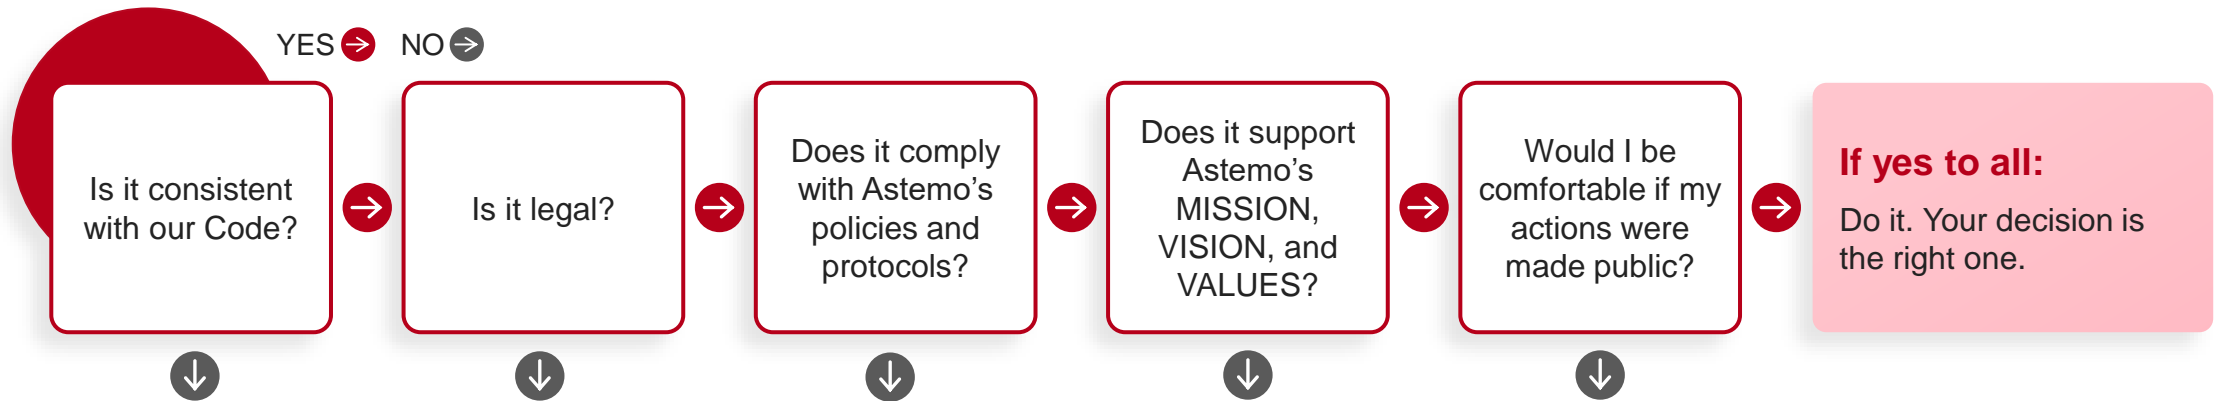 YES NO
Is it consistent
with our Code?
Is it legal?
Does it comply
with Astemo's
policies and
protocols?
Does it support
Astemo's
MISSION,
VISION, and
VALUES?
Would I be
comfortable if my
actions were
made public?
If yes to all:
Do it. Your decision is
the right one.